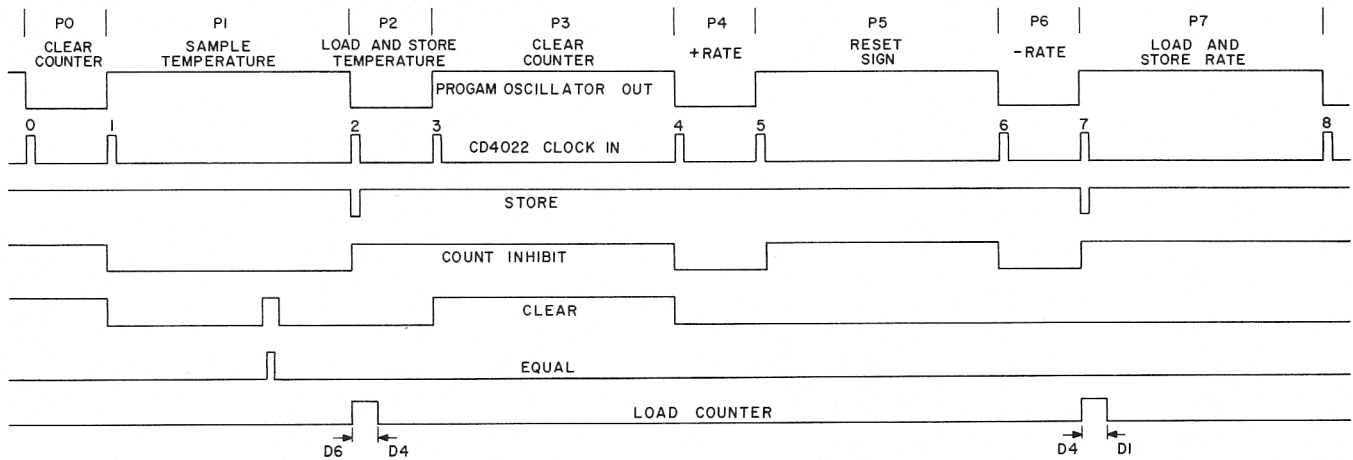 P0 P1 P2 P3 P4 P5 P6 P7
CLEAR COUNTER
SAMPLE TEMPERATURE
LOAD AND STORE TEMPERATURE
CLEAR COUNTER
+RATE
RESET SIGN
-RATE
LOAD AND STORE RATE
PROGAM OSCILLATOR OUT
0 1 2 3 4 5 6 7 8
CD4022 CLOCK IN
STORE
COUNT INHIBIT
CLEAR
EQUAL
LOAD COUNTER
D6 D4 D4 D1